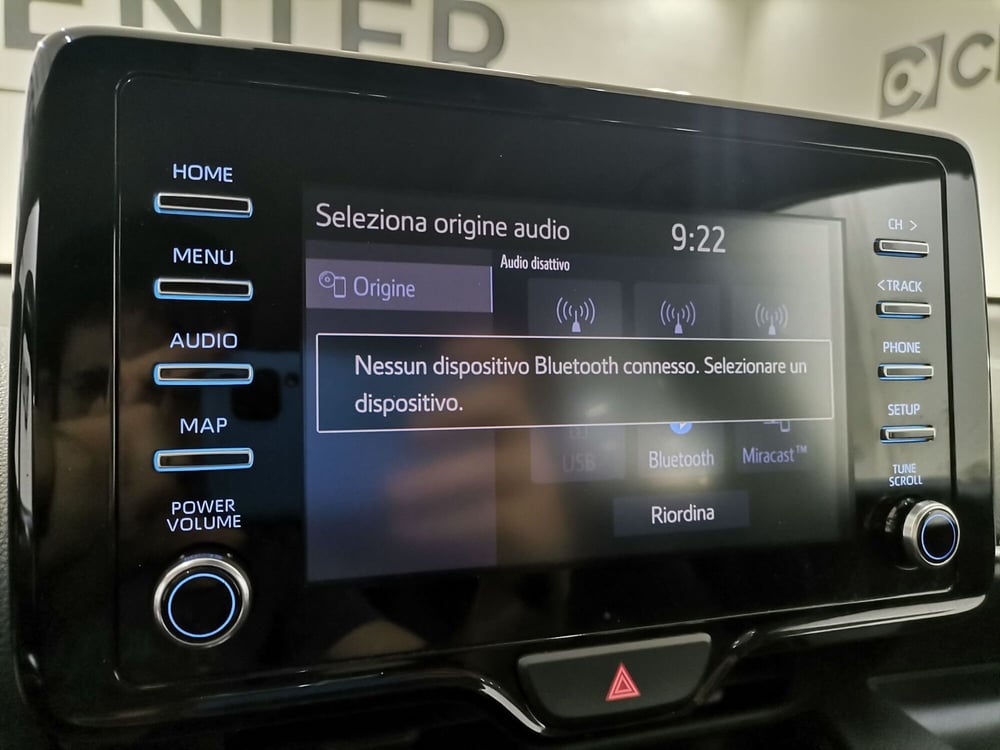 ENTER
C
HOME
MENU
AUDIO
MAP
POWER
VOLUME
Seleziona origine audio
9:22
Origine
Audio disattivo
Nessun dispositivo Bluetooth connesso. Selezionare un
dispositivo.
USB
Bluetooth
Miracast™
Riordina
CH >
< TRACK
PHONE
SETUP
TUNE
SCROLL